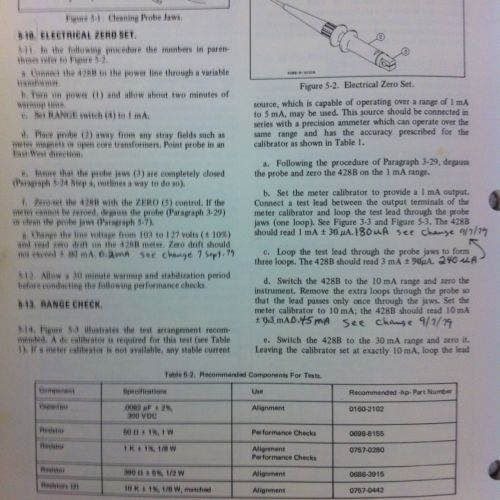 Figure 5-1. Cleaning Probe Jaws.
5-10. ELECTRICAL ZERO SET.
5-11. In the following procedure the numbers in paren-
theses refer to Figure 5-2.
a. Connect the 428B to the power line through a variable
transformer.
b. Turn on power (1) and allow about two minutes of
warmup time.
c. Set RANGE switch (4) to 1 mA.
d. Place probe (2) away from any stray fields such as
meter magnets or open core transformers. Point probe in an
East-West direction.
e. Insure that the probe jaws (3) are completely closed
(Paragraph 5-24 Step a, outlines a way to do so).
f. Zero-set the 428B with the ZERO (5) control. If the
meter cannot be zeroed, degauss the probe (Paragraph 3-29)
or clean the probe jaws (Paragraph 5-7).
g. Change the line voltage from 103 to 127 volts (± 10%)
and read zero drift on the 428B meter. Zero drift should
not exceed mA. 0.2mA see change 7 sept. 79
5-12. Allow a 30 minute warmup and stabilization period
before conducting the following performance checks.
5-13. RANGE CHECK.
5-14. Figure 5-3 illustrates the test arrangement recom-
mended. A dc calibrator is required for this test (see Table
1). If a meter calibrator is not available, any stable current
2
3
Figure 5-2. Electrical Zero Set.
source, which is capable of operating over a range of 1 mA
to 5 mA, may be used. This source should be connected in
series with a precision ammeter which can operate over the
same range and has the accuracy prescribed for the
calibrator as shown in Table 1.
a. Following the procedure of Paragraph 3-29, degauss
the probe and zero the 428B on the 1 mA range.
b. Set the meter calibrator to provide a 1 mA output.
Connect a test lead between the output terminals of the
meter calibrator and loop the test lead through the probe
jaws (one loop). See Figure 3-3 and Figure 5-3. The 428B
should read 1 mA ± 30 µA. 180uA see change 9/7/79
c. Loop the test lead through the probe jaws to form
three loops. The 428B should read 3 mA ± 90µA. 240 uA
d. Switch the 428B to the 10 mA range and zero the
instrument. Remove the extra loops through the probe so
that the lead passes only once through the jaws. Set the
meter calibrator to 10 mA; the 428B should read 10 mA
± 0.3 mA 0.45mA see change 9/7/79
e. Switch the 428B to the 30 mA range and zero it.
Leaving the calibrator set at exactly 10 mA, loop the lead
Table 5-2. Recommended Components For Tests.
Component Specifications Use Recommended -hp- Part Number
Capacitor .0082 µF ± 2%, Alignment 0160-2102
300 VDC
Resistor 50 Ω ± 1%, 1 W Performance Checks 0698-8155
Resistor 1 K ± 1%, 1/8 W Alignment 0757-0280
Performance Checks
Resistor 390 Ω ± 5%, 1/2 W Alignment 0686-3915
Resistors (2) 10 K ± 1%, 1/8 W, matched Alignment 0757-0442